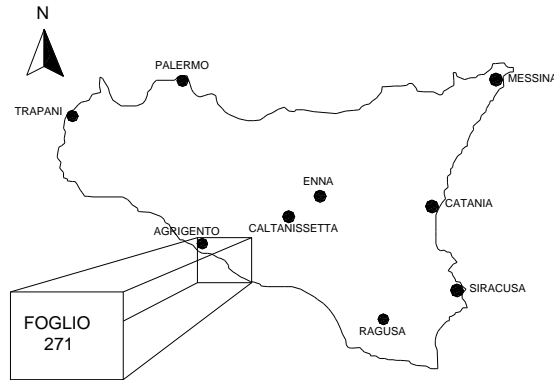 N
PALERMO
MESSINA
TRAPANI
ENNA
CATANIA
CALTANISSETTA
AGRIGENTO
SIRACUSA
FOGLIO
271
RAGUSA